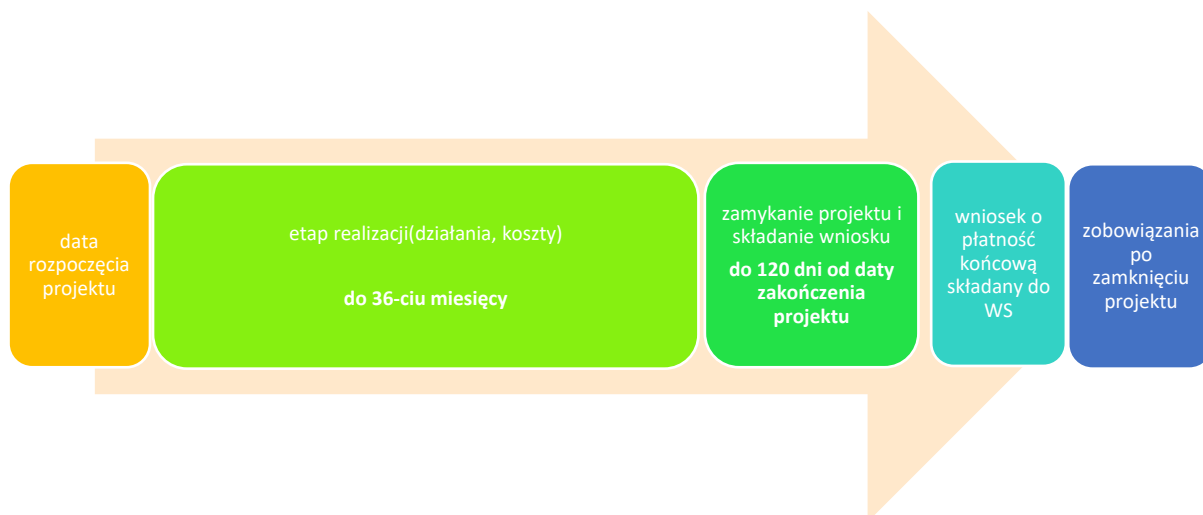 data
rozpoczęcia
projektu
etap realizacji(działania, koszty)
do 36-ciu miesięcy
zamykanie projektu i
składanie wniosku
do 120 dni od daty
zakończenia
projektu
wniosek o
płatność
końcową
składany do
WS
zobowiązania
po
zamknięciu
projektu